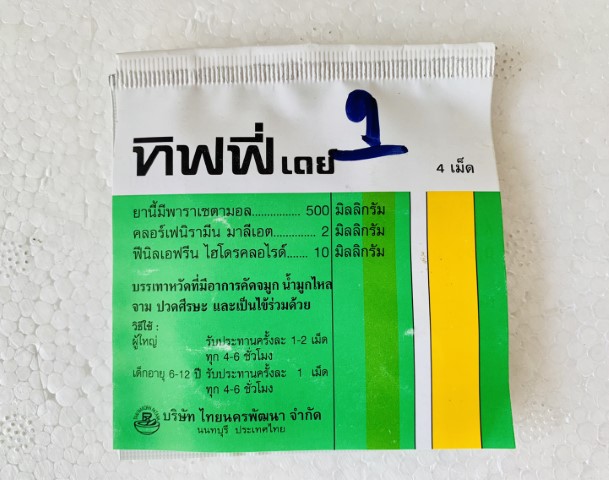 ทิฟฟี่ เดย์
4 เม็ด
ยานี้มีพาราเซตามอล................ 500 มิลลิกรัม
คลอร์เฟนิรามีน มาลีเอต.............. 2 มิลลิกรัม
ฟีนิลเอฟรีน ไฮโดรคลอไรด์....... 10 มิลลิกรัม
บรรเทาหวัดที่มีอาการคัดจมูก น้ำมูกไหล
จาม ปวดศีรษะ และเป็นไข้ร่วมด้วย
วิธีใช้ :
ผู้ใหญ่ รับประทานครั้งละ 1-2 เม็ด
ทุก 4-6 ชั่วโมง
เด็กอายุ 6-12 ปี รับประทานครั้งละ 1 เม็ด
ทุก 4-6 ชั่วโมง
บริษัท ไทยนครพัฒนา จำกัด
นนทบุรี ประเทศไทย